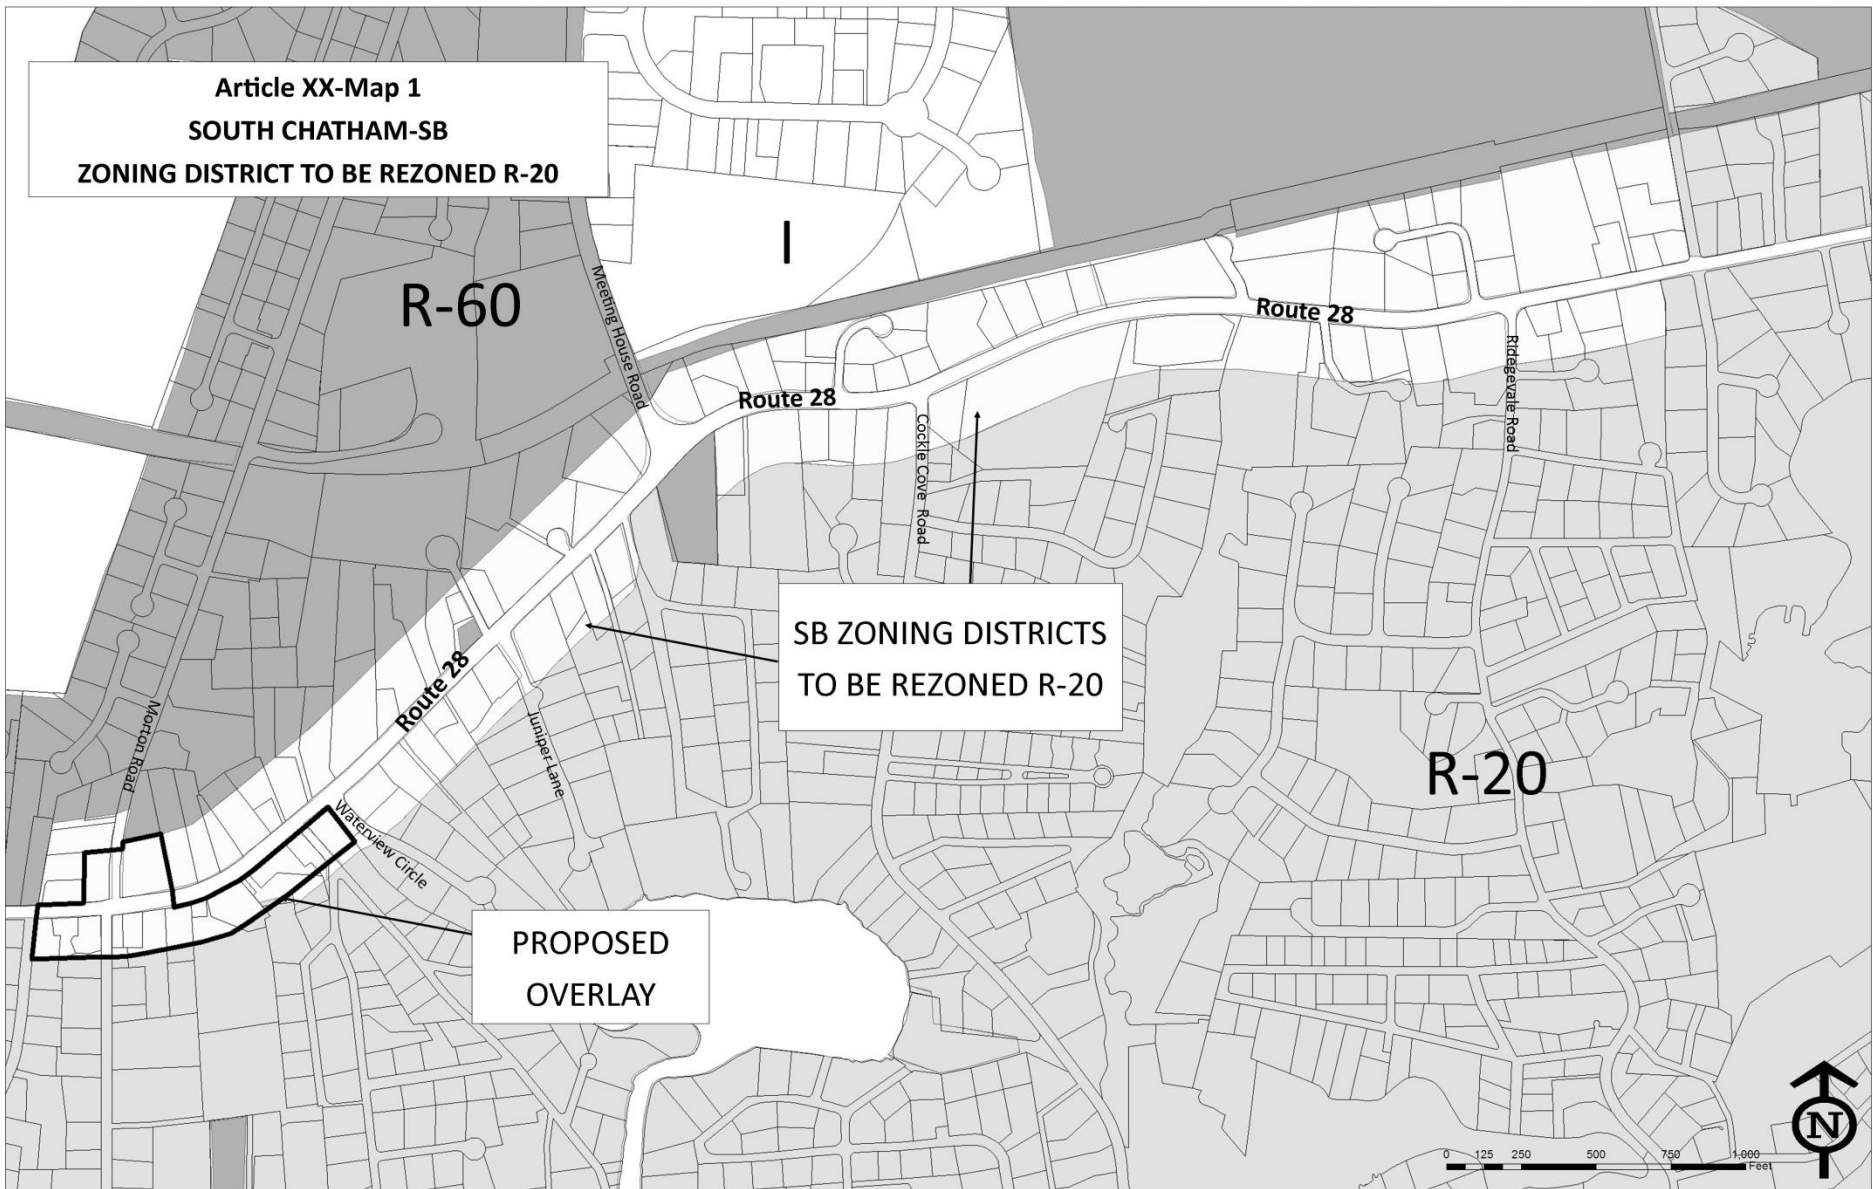 Article XX-Map 1
SOUTH CHATHAM-SB
ZONING DISTRICT TO BE REZONED R-20
I
R-60
Meeting House Road
Route 28
Route 28
Ridgevale Road
Cockle Cove Road
SB ZONING DISTRICTS
TO BE REZONED R-20
Route 28
Juniper Lane
Morton Road
R-20
Waterview Circle
PROPOSED
OVERLAY
N
0 125 250 500 750 1,000
Feet